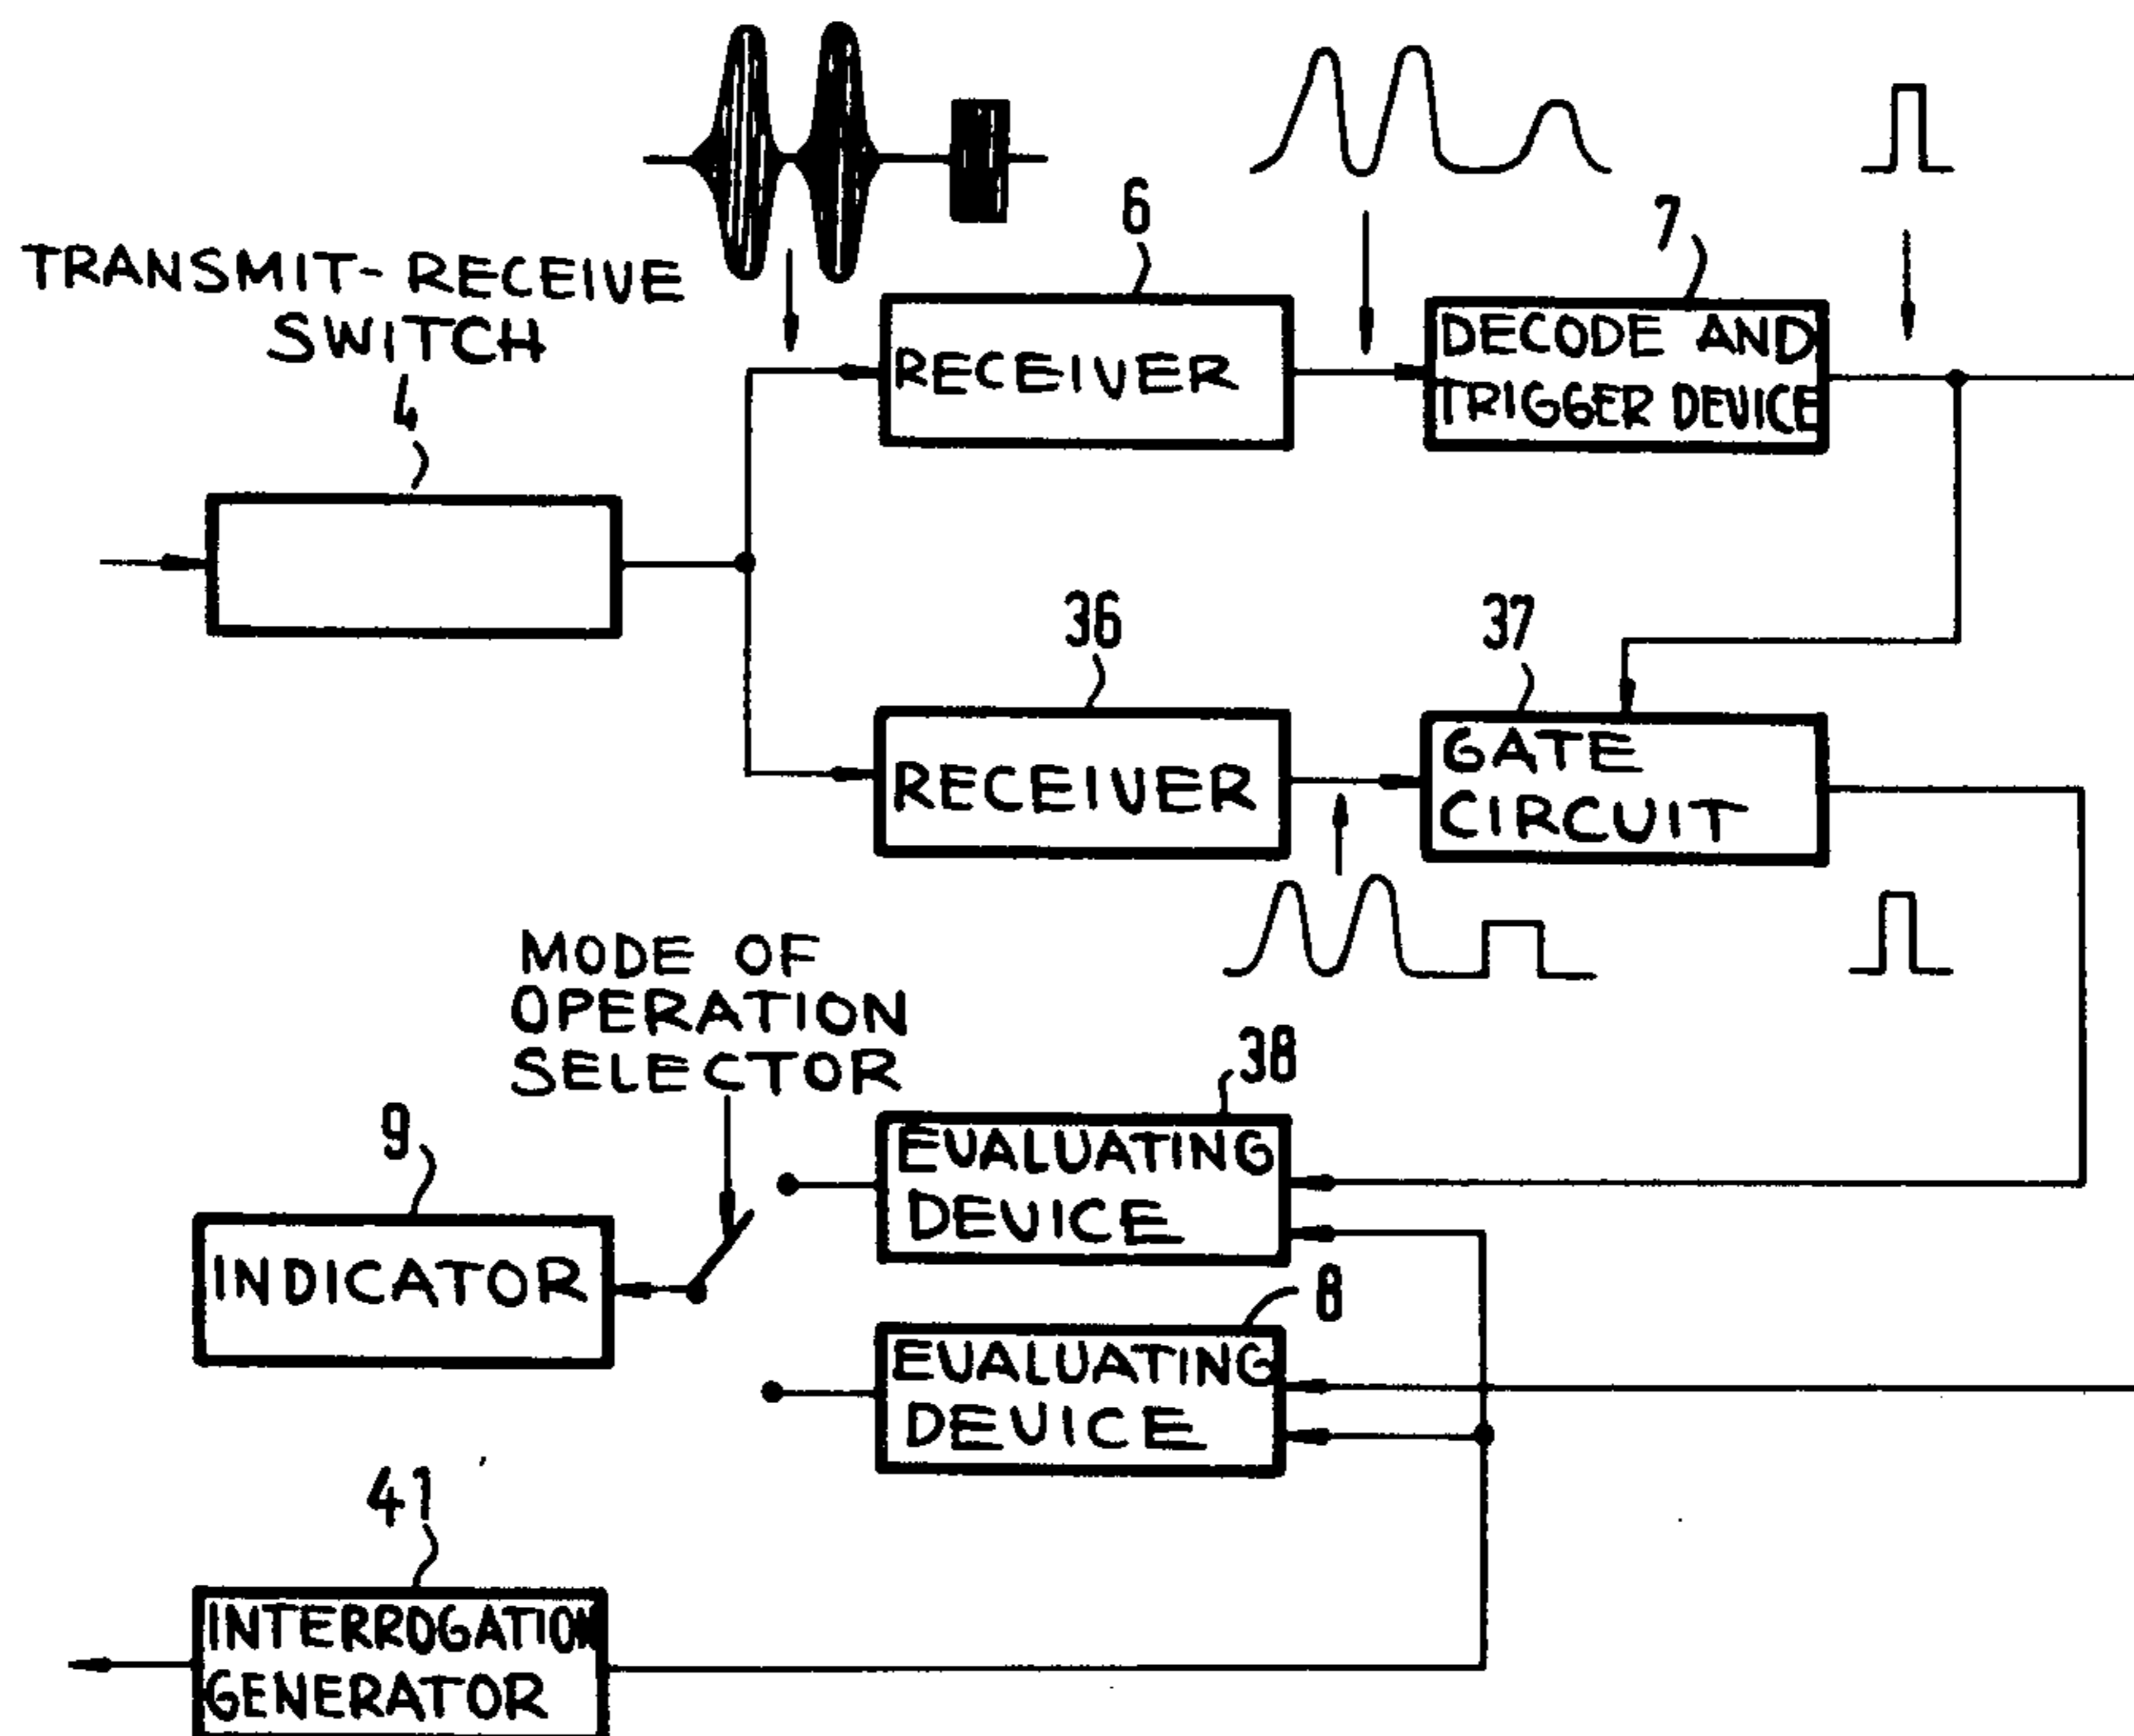 TRANSMIT-RECEIVE
SWITCH
4
6
RECEIVER
7
DECODE AND
TRIGGER DEVICE
36
RECEIVER
37
GATE
CIRCUIT
MODE OF
OPERATION
SELECTOR
38
EVALUATING
DEVICE
9
INDICATOR
8
EVALUATING
DEVICE
41
INTERROGATION
GENERATOR